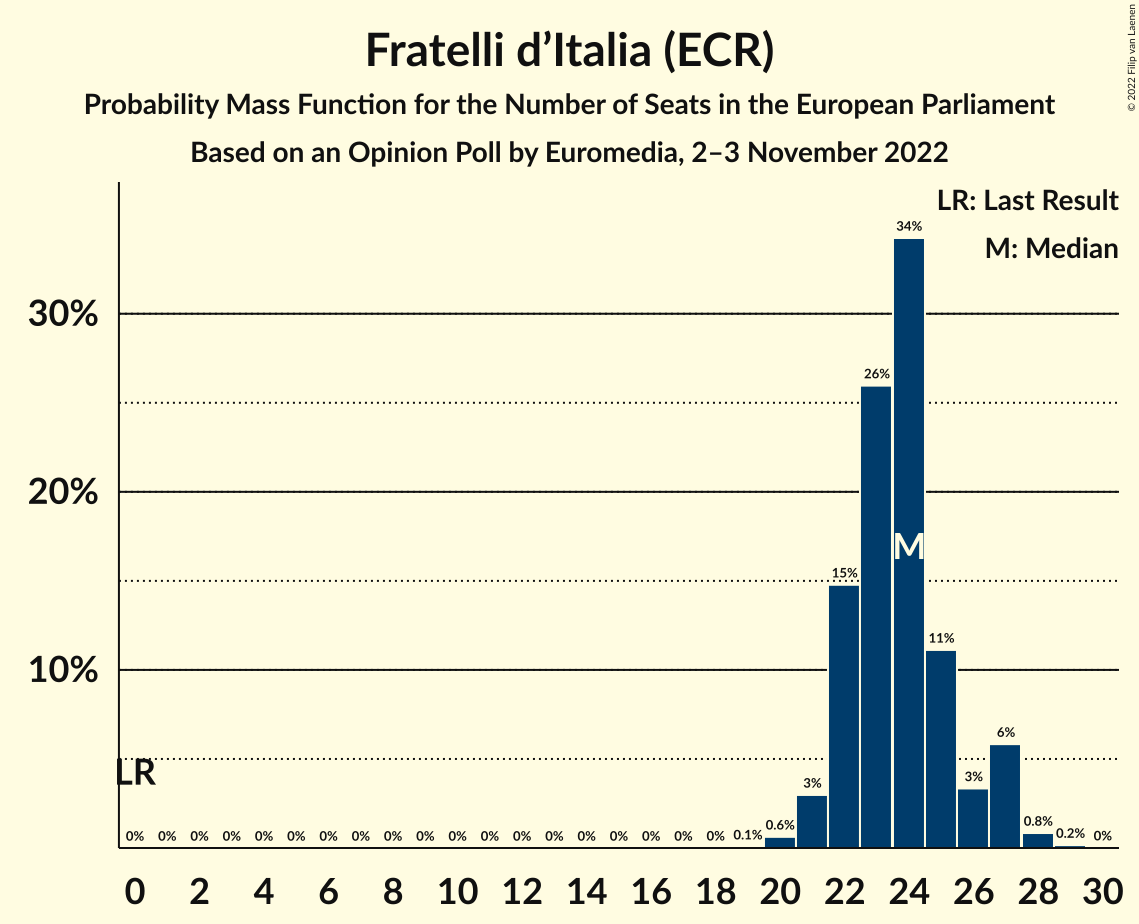 Fratelli d’Italia (ECR)
Probability Mass Function for the Number of Seats in the European Parliament
Based on an Opinion Poll by Euromedia, 2–3 November 2022
© 2022 Filip van Laenen
LR: Last Result
M: Median
30%
20%
10%
34%
26%
15%
11%
6%
3%
3%
0.8%
0.6%
0.2%
0.1%
M
LR
0% 0% 0% 0% 0% 0% 0% 0% 0% 0% 0% 0% 0% 0% 0% 0% 0% 0% 0% 0%
0 2 4 6 8 10 12 14 16 18 20 22 24 26 28 30